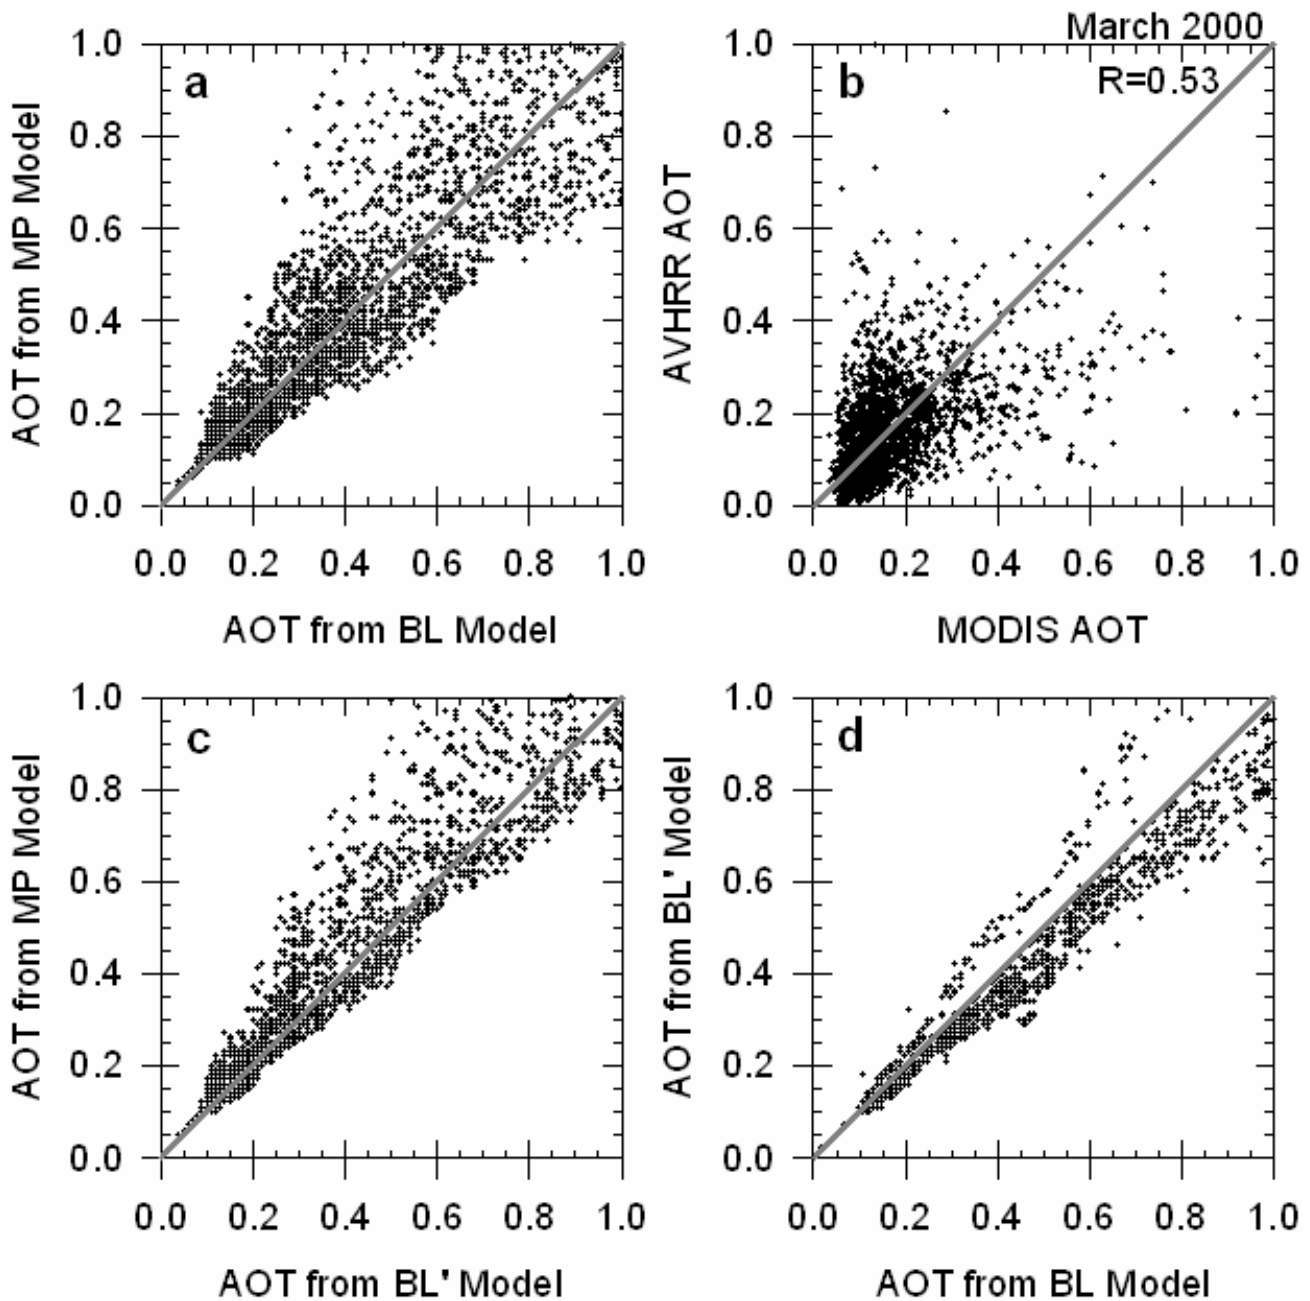 March 2000
a
1.0
0.8
0.6
0.4
0.2
0.0
AOT from MP Model
0.0 0.2 0.4 0.6 0.8 1.0
AOT from BL Model
b
R=0.53
1.0
0.8
0.6
0.4
0.2
0.0
AVHRR AOT
0.0 0.2 0.4 0.6 0.8 1.0
MODIS AOT
c
1.0
0.8
0.6
0.4
0.2
0.0
AOT from MP Model
0.0 0.2 0.4 0.6 0.8 1.0
AOT from BL' Model
d
1.0
0.8
0.6
0.4
0.2
0.0
AOT from BL' Model
0.0 0.2 0.4 0.6 0.8 1.0
AOT from BL Model